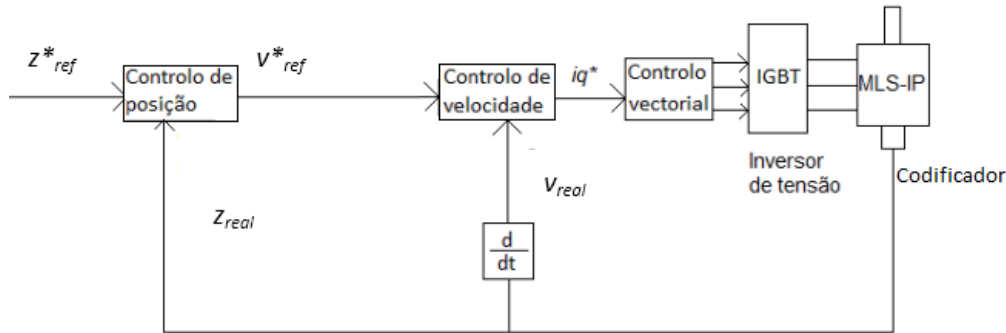 z*ref
Controlo de
posição
v*ref
Controlo de
velocidade
iq*
Controlo
vectorial
IGBT
MLS-IP
Inversor
de tensão
Codificador
vreal
zreal
d
dt